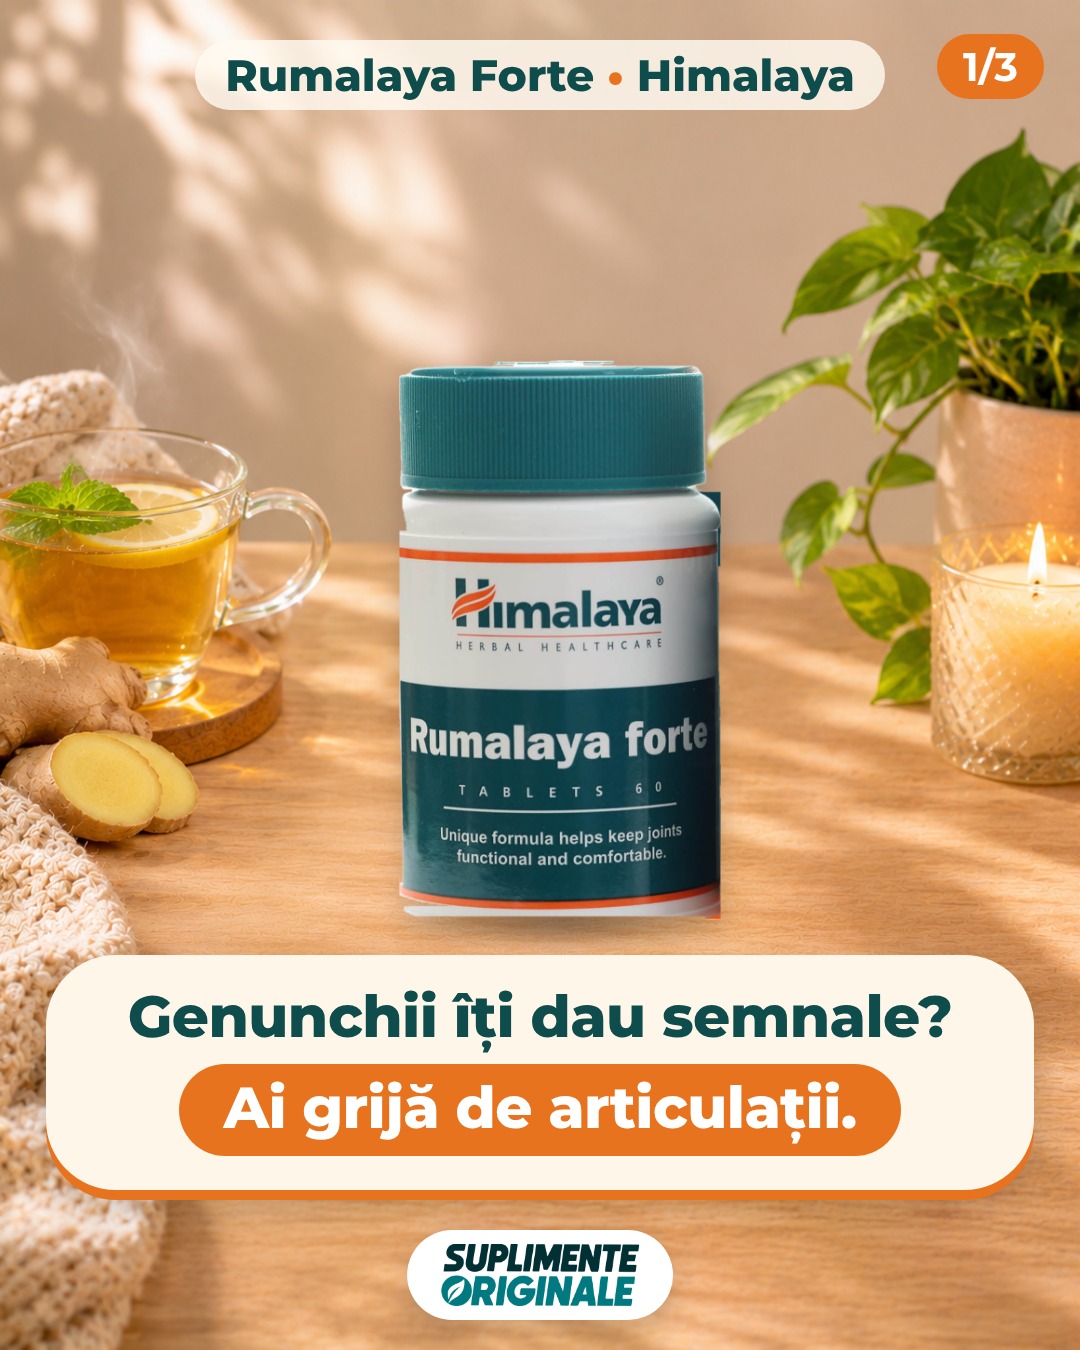 Rumalaya Forte • Himalaya
1/3
Himalaya®
HERBAL HEALTHCARE
Rumalaya forte
TABLETS 60
Unique formula helps keep joints
functional and comfortable.
Genunchii îți dau semnale?
Ai grijă de articulații.
SUPLIMENTE
ORIGINALE